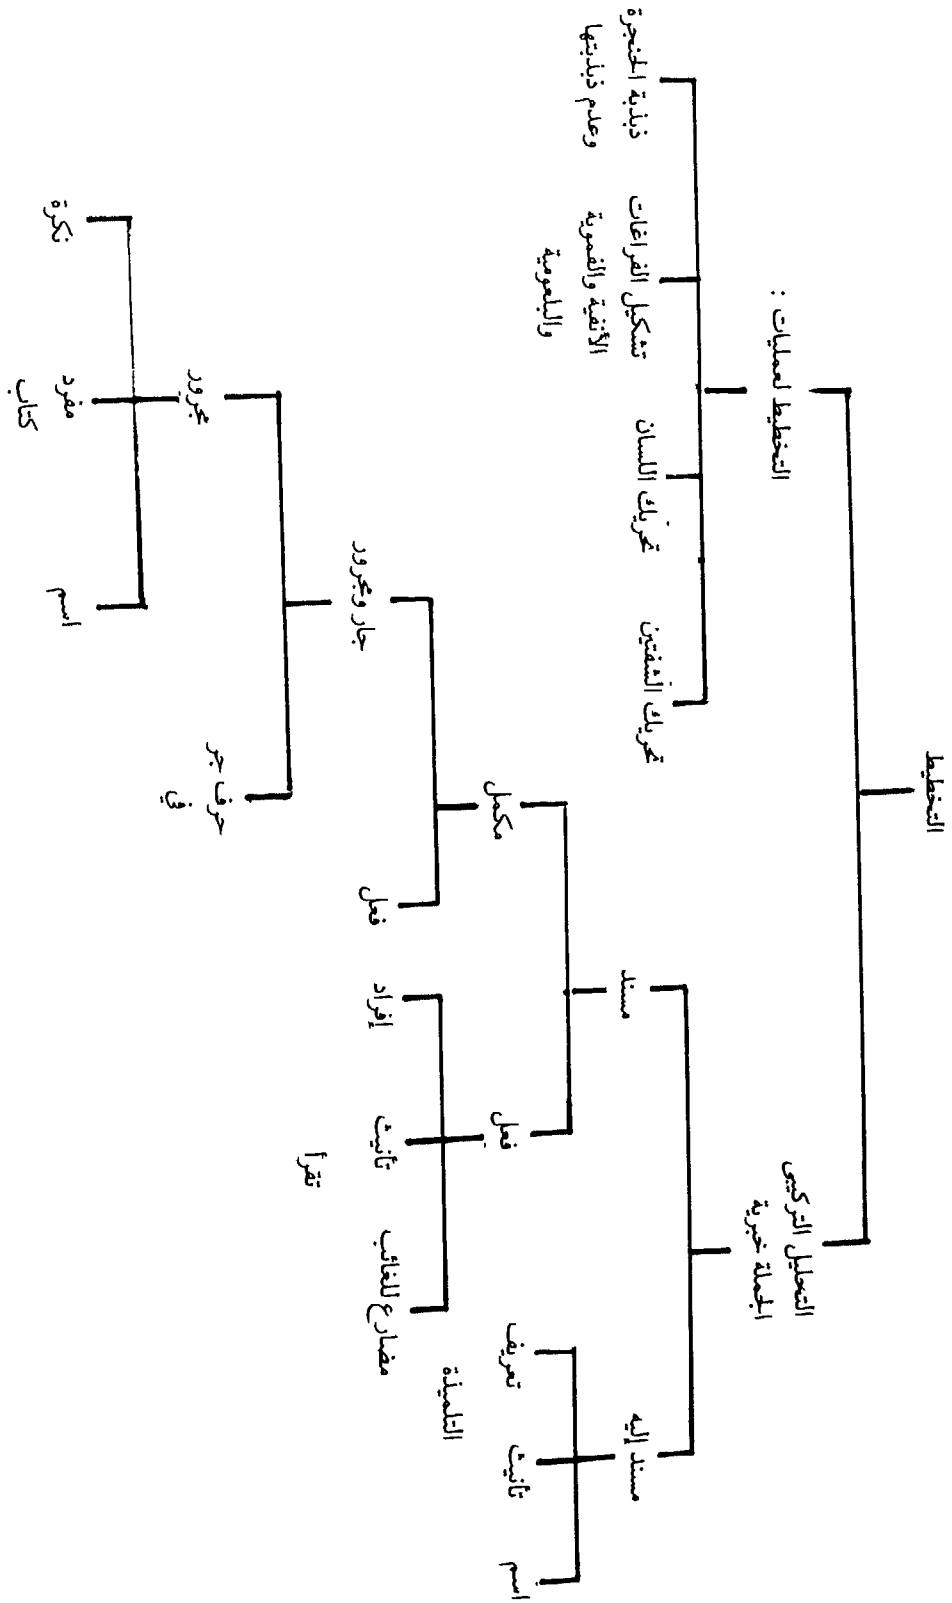 التخطيط
التحليل التركيبى
الجملة خبرية
التخطيط لعمليات :
مسند إليه
مسند
تحريك الشفتين
تحريك اللسان
تشكيل الفراغات
الأنفية والفموية
والبلعومية
ذبذبة الحنجرة
وعدم ذبذبتها
اسم
تأنيث
تعريف
التلميذة
فعل
مكمل
مضارع للغائب
تأنيث
إفراد
تقرأ
فعل
جار ومجرور
حرف جر
في
مجرور
اسم
مفرد
كتاب
نكرة